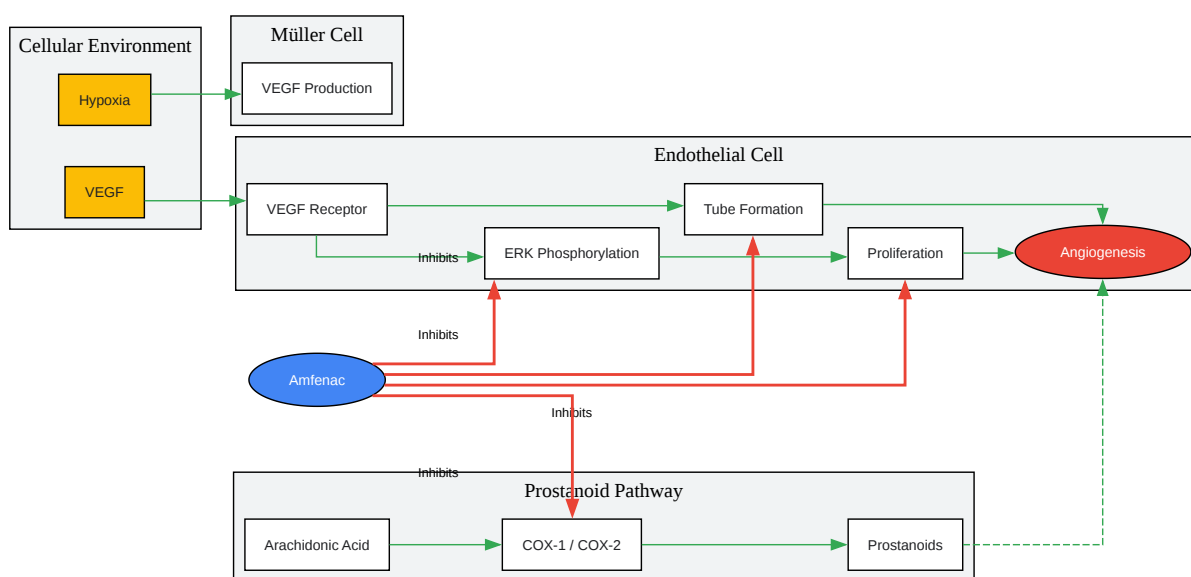 Cellular Environment
Hypoxia
VEGF
Müller Cell
VEGF Production
Endothelial Cell
VEGF Receptor
Tube Formation
Inhibits
ERK Phosphorylation
Proliferation
Angiogenesis
Inhibits
Amfenac
Inhibits
Inhibits
Prostanoid Pathway
Arachidonic Acid
COX-1 / COX-2
Prostanoids